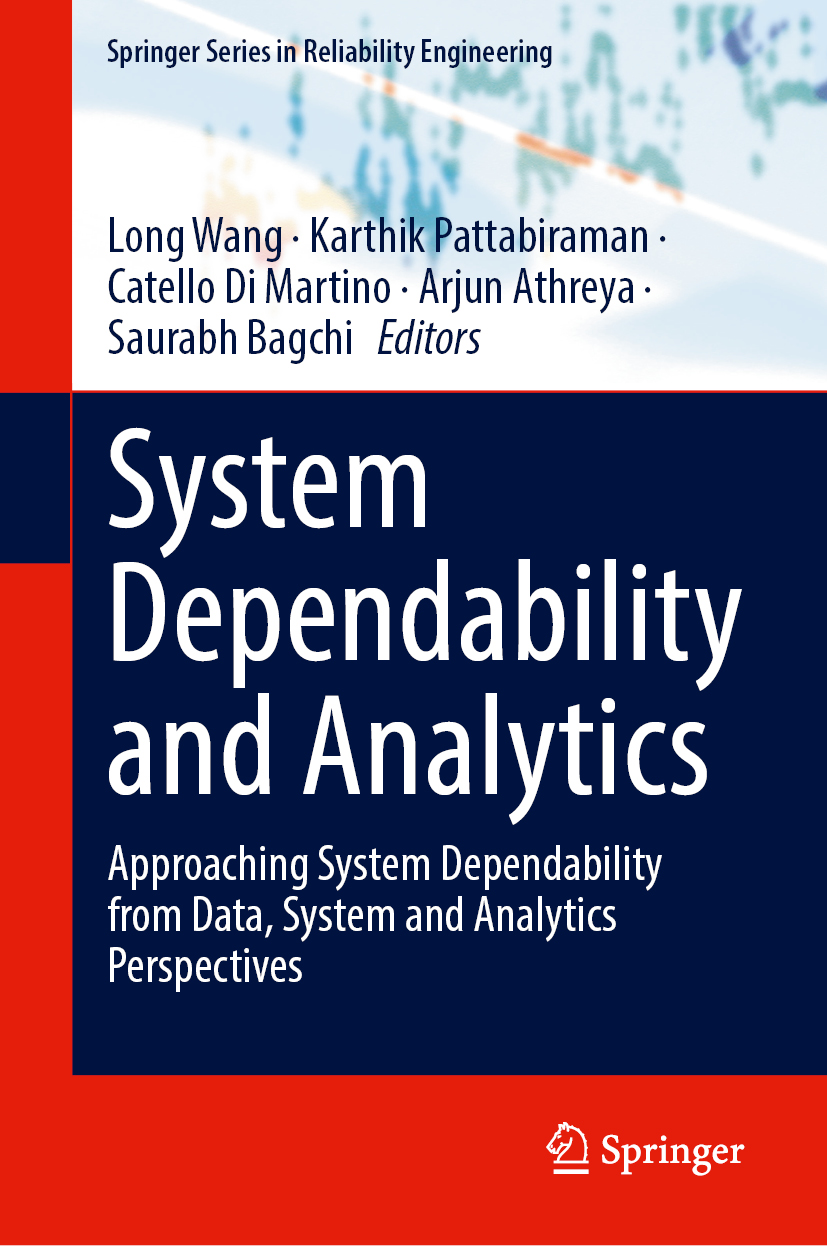 Springer Series in Reliability Engineering
Long Wang · Karthik Pattabiraman ·
Catello Di Martino · Arjun Athreya ·
Saurabh Bagchi Editors
System
Dependability
and Analytics
Approaching System Dependability
from Data, System and Analytics
Perspectives
Springer